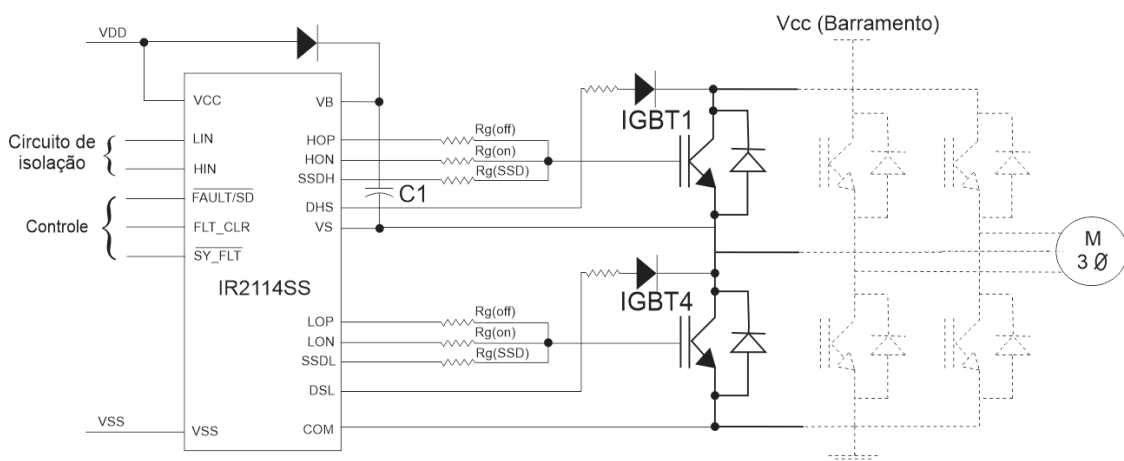 Vcc (Barramento)
VDD
VCC
VB
IGBT1
Circuito de
isolação
LIN
HIN
HOP
HON
SSDH
Rg(off)
Rg(on)
Rg(SSD)
C1
Controle
FAULT/SD
FLT_CLR
SY_FLT
DHS
VS
M
3 Ø
IR2114SS
IGBT4
LOP
LON
SSDL
Rg(off)
Rg(on)
Rg(SSD)
DSL
VSS
VSS
COM